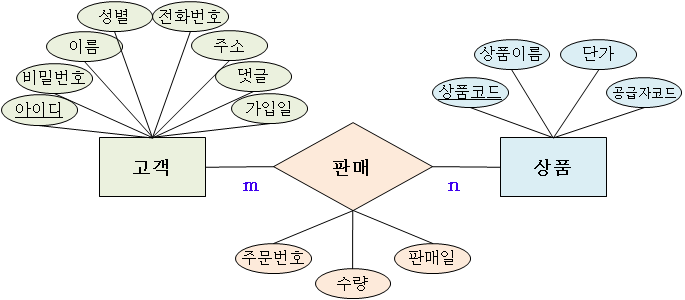 성별
전화번호
이름
주소
상품이름
단가
비밀번호
댓글
상품코드
공급자코드
아이디
가입일
고객
판매
상품
m
n
주문번호
판매일
수량